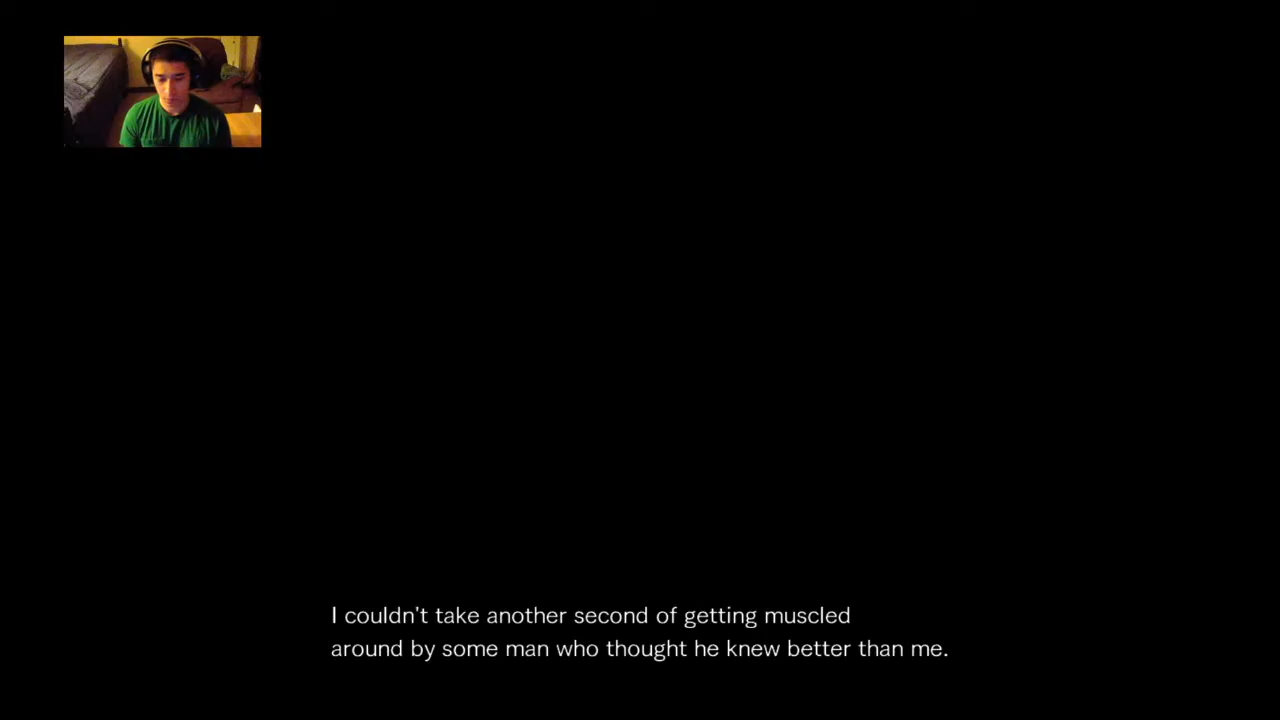 I couldn't take another second of getting muscled
around by some man who thought he knew better than me.